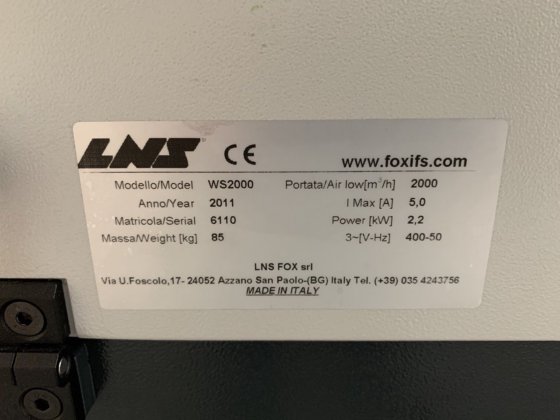 LNS CE www.foxifs.com
Modello/Model WS2000 Portata/Air low[m³/h] 2000
Anno/Year 2011 I Max [A] 5,0
Matricola/Serial 6110 Power [kW] 2,2
Massa/Weight [kg] 85 3~[V-Hz] 400-50
LNS FOX srl
Via U.Foscolo,17- 24052 Azzano San Paolo-(BG) Italy Tel. (+39) 035 4243756
MADE IN ITALY